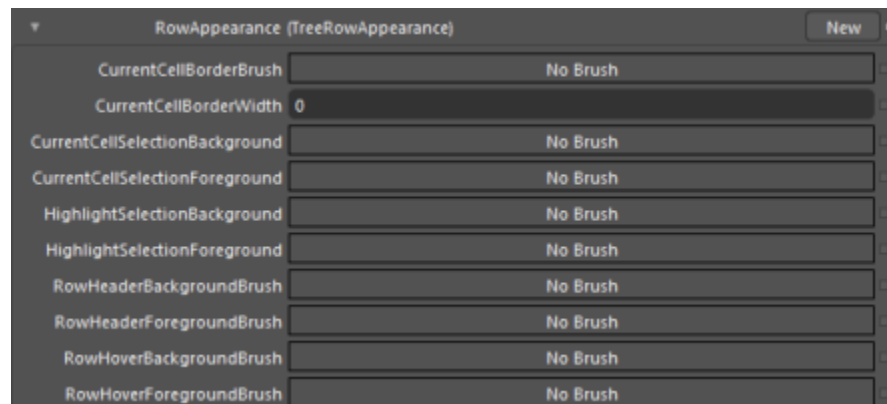 RowAppearance (TreeRowAppearance) New
CurrentCellBorderBrush No Brush
CurrentCellBorderWidth 0
CurrentCellSelectionBackground No Brush
CurrentCellSelectionForeground No Brush
HighlightSelectionBackground No Brush
HighlightSelectionForeground No Brush
RowHeaderBackgroundBrush No Brush
RowHeaderForegroundBrush No Brush
RowHoverBackgroundBrush No Brush
RowHoverForegroundBrush No Brush